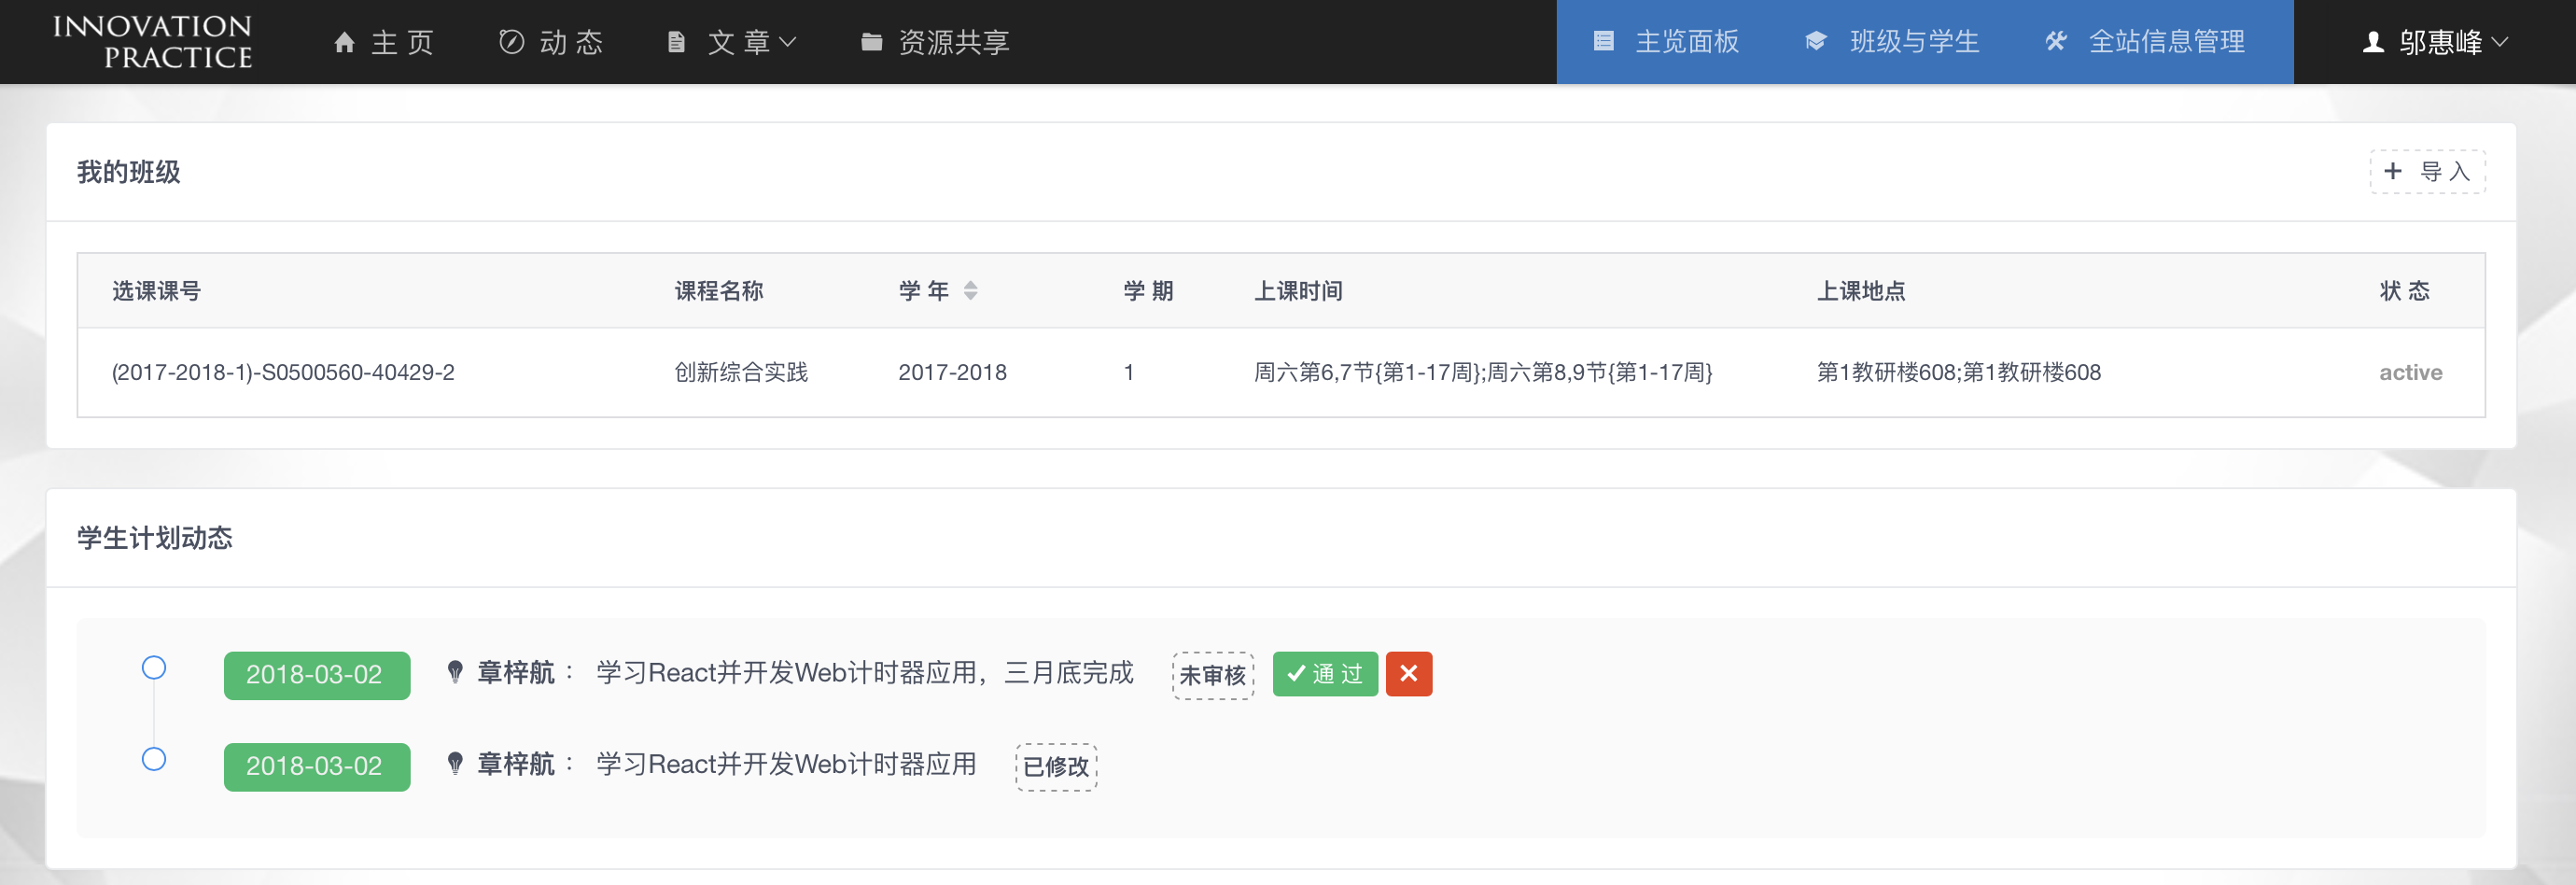 INNOVATION
PRACTICE
主 页 动 态 文 章 资源共享 主览面板 班级与学生 全站信息管理 邬惠峰
我的班级 + 导 入
选课课号 课程名称 学 年 学 期 上课时间 上课地点 状 态
(2017-2018-1)-S0500560-40429-2 创新综合实践 2017-2018 1 周六第6,7节{第1-17周};周六第8,9节{第1-17周} 第1教研楼608;第1教研楼608 active
学生计划动态
2018-03-02 章梓航： 学习React并开发Web计时器应用，三月底完成 未审核 通 过
2018-03-02 章梓航： 学习React并开发Web计时器应用 已修改